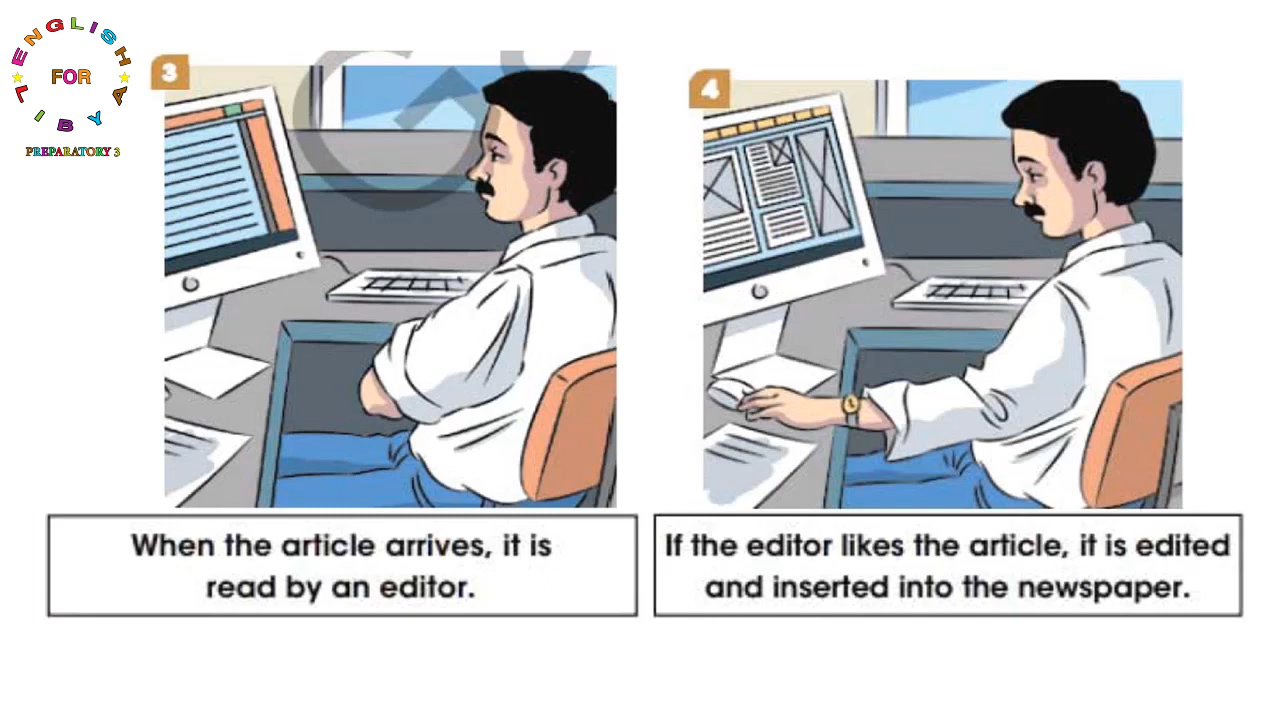 ENGLISH
FOR
LIBYA
PREPARATORY 3
3
When the article arrives, it is
read by an editor.
4
If the editor likes the article, it is edited
and inserted into the newspaper.